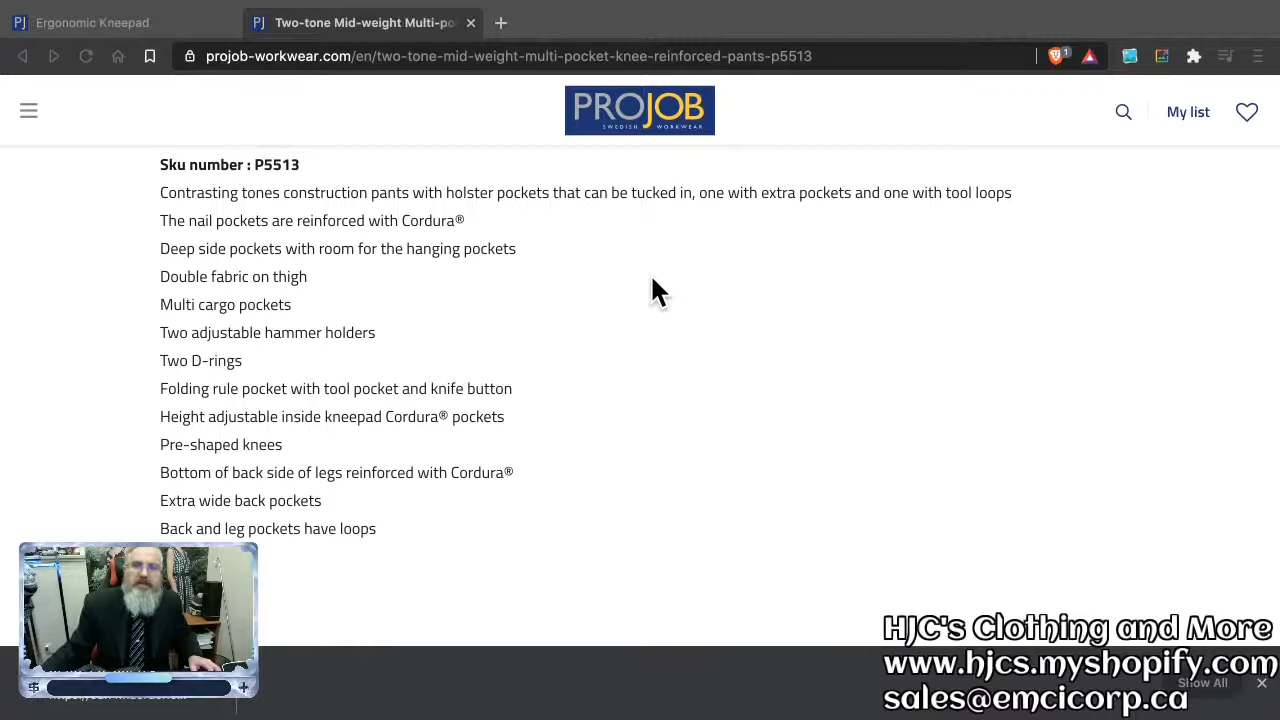 Ergonomic Kneepad
Two-tone Mid-weight Multi-po
projob-workwear.com/en/two-tone-mid-weight-multi-pocket-knee-reinforced-pants-p5513
1
PROJOB
SWEDISH WORKWEAR
My list
Sku number : P5513
Contrasting tones construction pants with holster pockets that can be tucked in, one with extra pockets and one with tool loops
The nail pockets are reinforced with Cordura®
Deep side pockets with room for the hanging pockets
Double fabric on thigh
Multi cargo pockets
Two adjustable hammer holders
Two D-rings
Folding rule pocket with tool pocket and knife button
Height adjustable inside kneepad Cordura® pockets
Pre-shaped knees
Bottom of back side of legs reinforced with Cordura®
Extra wide back pockets
Back and leg pockets have loops
HJC's Clothing and More
www.hjcs.myshopify.com
Show All
sales@emcicorp.ca